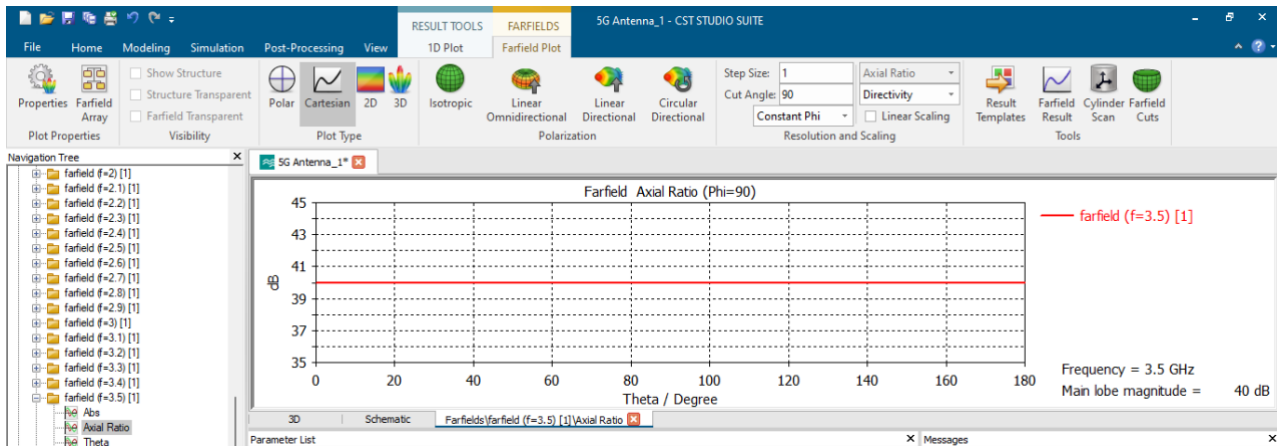 RESULT TOOLS
FARFIELDS
5G Antenna_1 - CST STUDIO SUITE
File Home Modeling Simulation Post-Processing View 1D Plot Farfield Plot
Properties
Farfield Array
Plot Properties
Show Structure
Structure Transparent
Farfield Transparent
Visibility
Polar Cartesian 2D 3D
Plot Type
Isotropic
Linear Omnidirectional
Linear Directional
Circular Directional
Polarization
Step Size: 1 Axial Ratio
Cut Angle: 90 Directivity
Constant Phi Linear Scaling
Resolution and Scaling
Result Templates
Farfield Result
Cylinder Scan
Farfield Cuts
Tools
Navigation Tree
farfield (f=2) [1]
farfield (f=2.1) [1]
farfield (f=2.2) [1]
farfield (f=2.3) [1]
farfield (f=2.4) [1]
farfield (f=2.5) [1]
farfield (f=2.6) [1]
farfield (f=2.7) [1]
farfield (f=2.8) [1]
farfield (f=2.9) [1]
farfield (f=3) [1]
farfield (f=3.1) [1]
farfield (f=3.2) [1]
farfield (f=3.3) [1]
farfield (f=3.4) [1]
farfield (f=3.5) [1]
Abs
Axial Ratio
Theta
5G Antenna_1*
Farfield Axial Ratio (Phi=90)
45
43
41
39
37
35
dB
0 20 40 60 80 100 120 140 160 180
Theta / Degree
farfield (f=3.5) [1]
Frequency = 3.5 GHz
Main lobe magnitude = 40 dB
3D Schematic Farfields\farfield (f=3.5) [1]\Axial Ratio
Parameter List
Messages